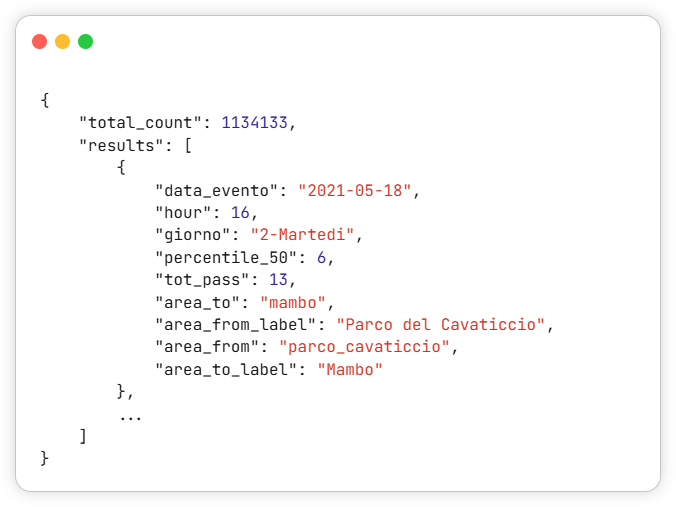 {
    "total_count": 1134133,
    "results": [
        {
            "data_evento": "2021-05-18",
            "hour": 16,
            "giorno": "2-Martedi",
            "percentile_50": 6,
            "tot_pass": 13,
            "area_to": "mambo",
            "area_from_label": "Parco del Cavaticcio",
            "area_from": "parco_cavaticcio",
            "area_to_label": "Mambo"
        },
        ...
    ]
}